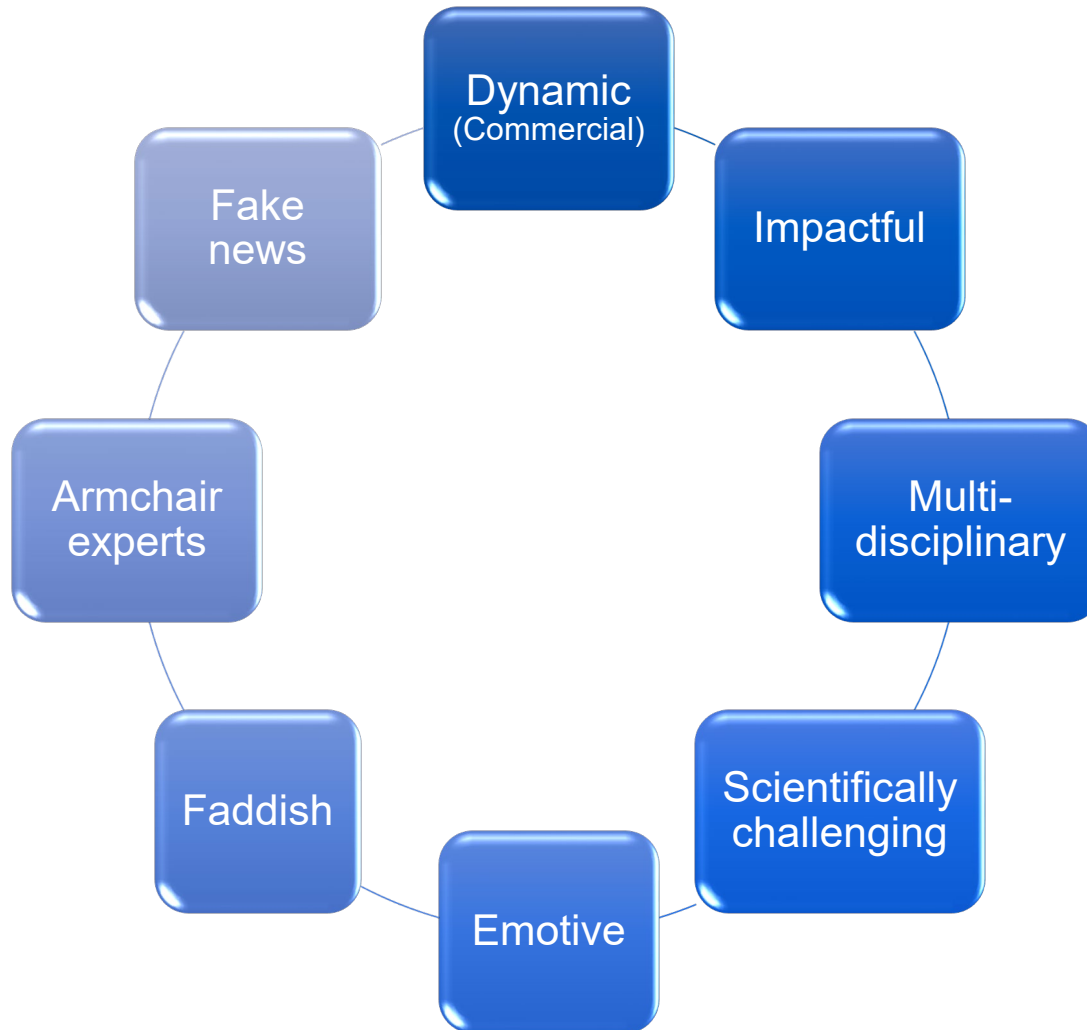 Dynamic
(Commercial)
Impactful
Multi-
disciplinary
Scientifically
challenging
Emotive
Faddish
Armchair
experts
Fake
news